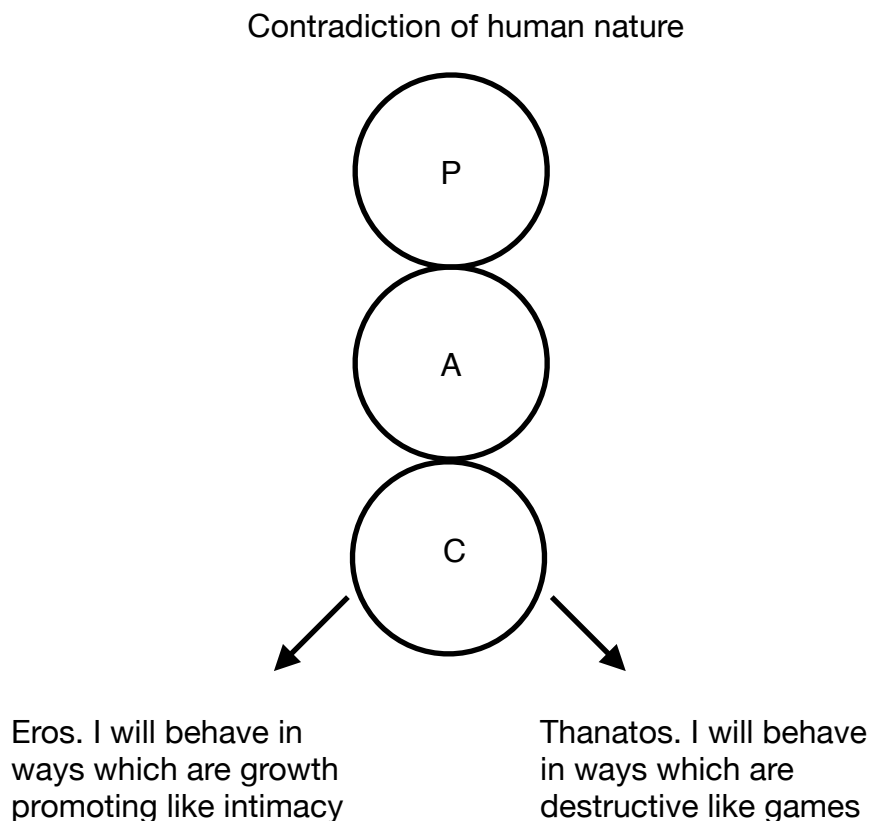 Contradiction of human nature
P
A
C
Eros. I will behave in
ways which are growth
promoting like intimacy
Thanatos. I will behave
in ways which are
destructive like games